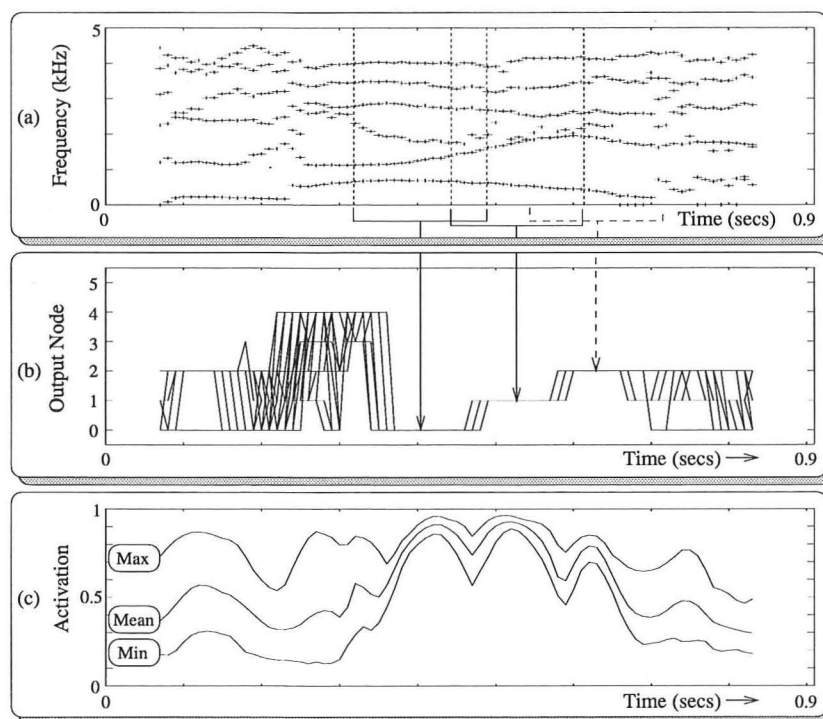 (a)
Frequency (kHz)
5
0
0
Time (secs)
0.9
(b)
Output Node
5
4
3
2
1
0
0
Time (secs)
0.9
(c)
Activation
1
0.5
0
Max
Mean
Min
0
Time (secs)
0.9